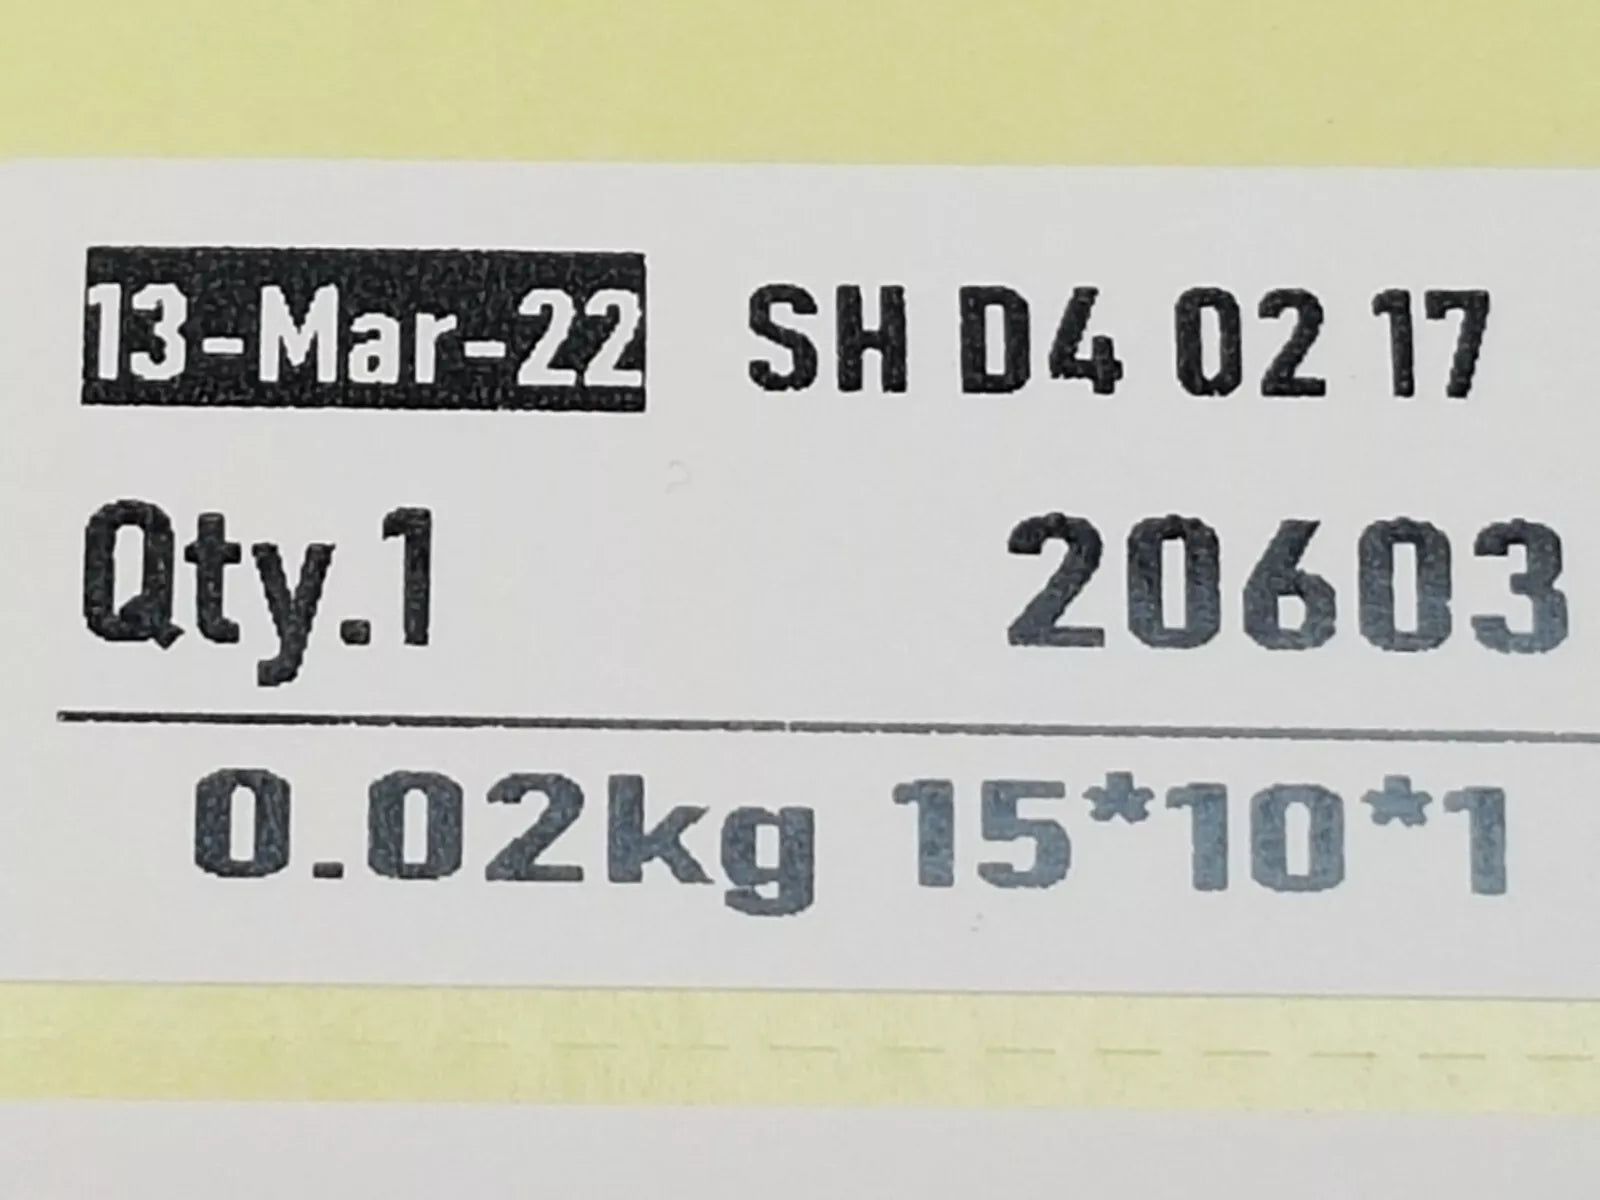 13-Mar-22 SH D4 02 17
Qty.1 20603
0.02kg 15*10*1